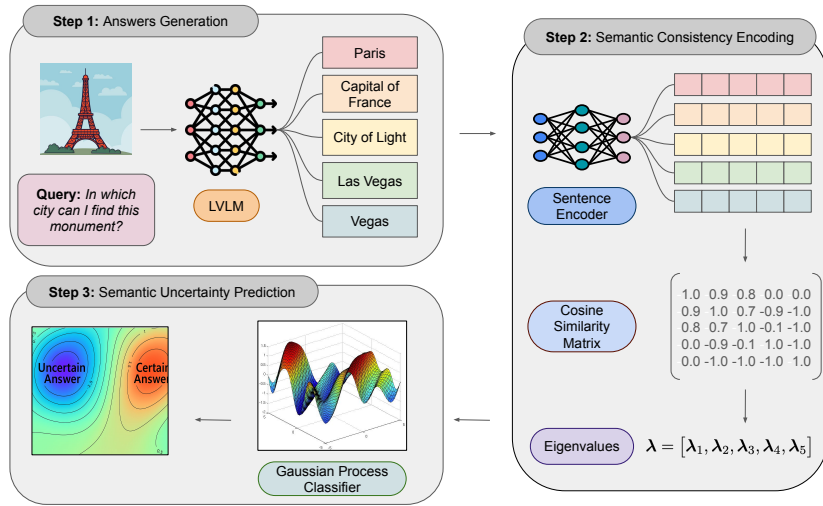 Step 1: Answers Generation
Paris
Capital of
France
City of Light
Las Vegas
Vegas
Query: In which
city can I find this
monument?
LVLM
Step 2: Semantic Consistency Encoding
Sentence
Encoder
Cosine
Similarity
Matrix
1.0 0.9 0.8 0.0 0.0
0.9 1.0 0.7 -0.9 -1.0
0.8 0.7 1.0 -0.1 -1.0
0.0 -0.9 -0.1 1.0 -1.0
0.0 -1.0 -1.0 -1.0 1.0
Eigenvalues
λ = [λ₁, λ₂, λ₃, λ₄, λ₅]
Step 3: Semantic Uncertainty Prediction
Uncertain
Answer
Certain
Answer
Gaussian Process
Classifier